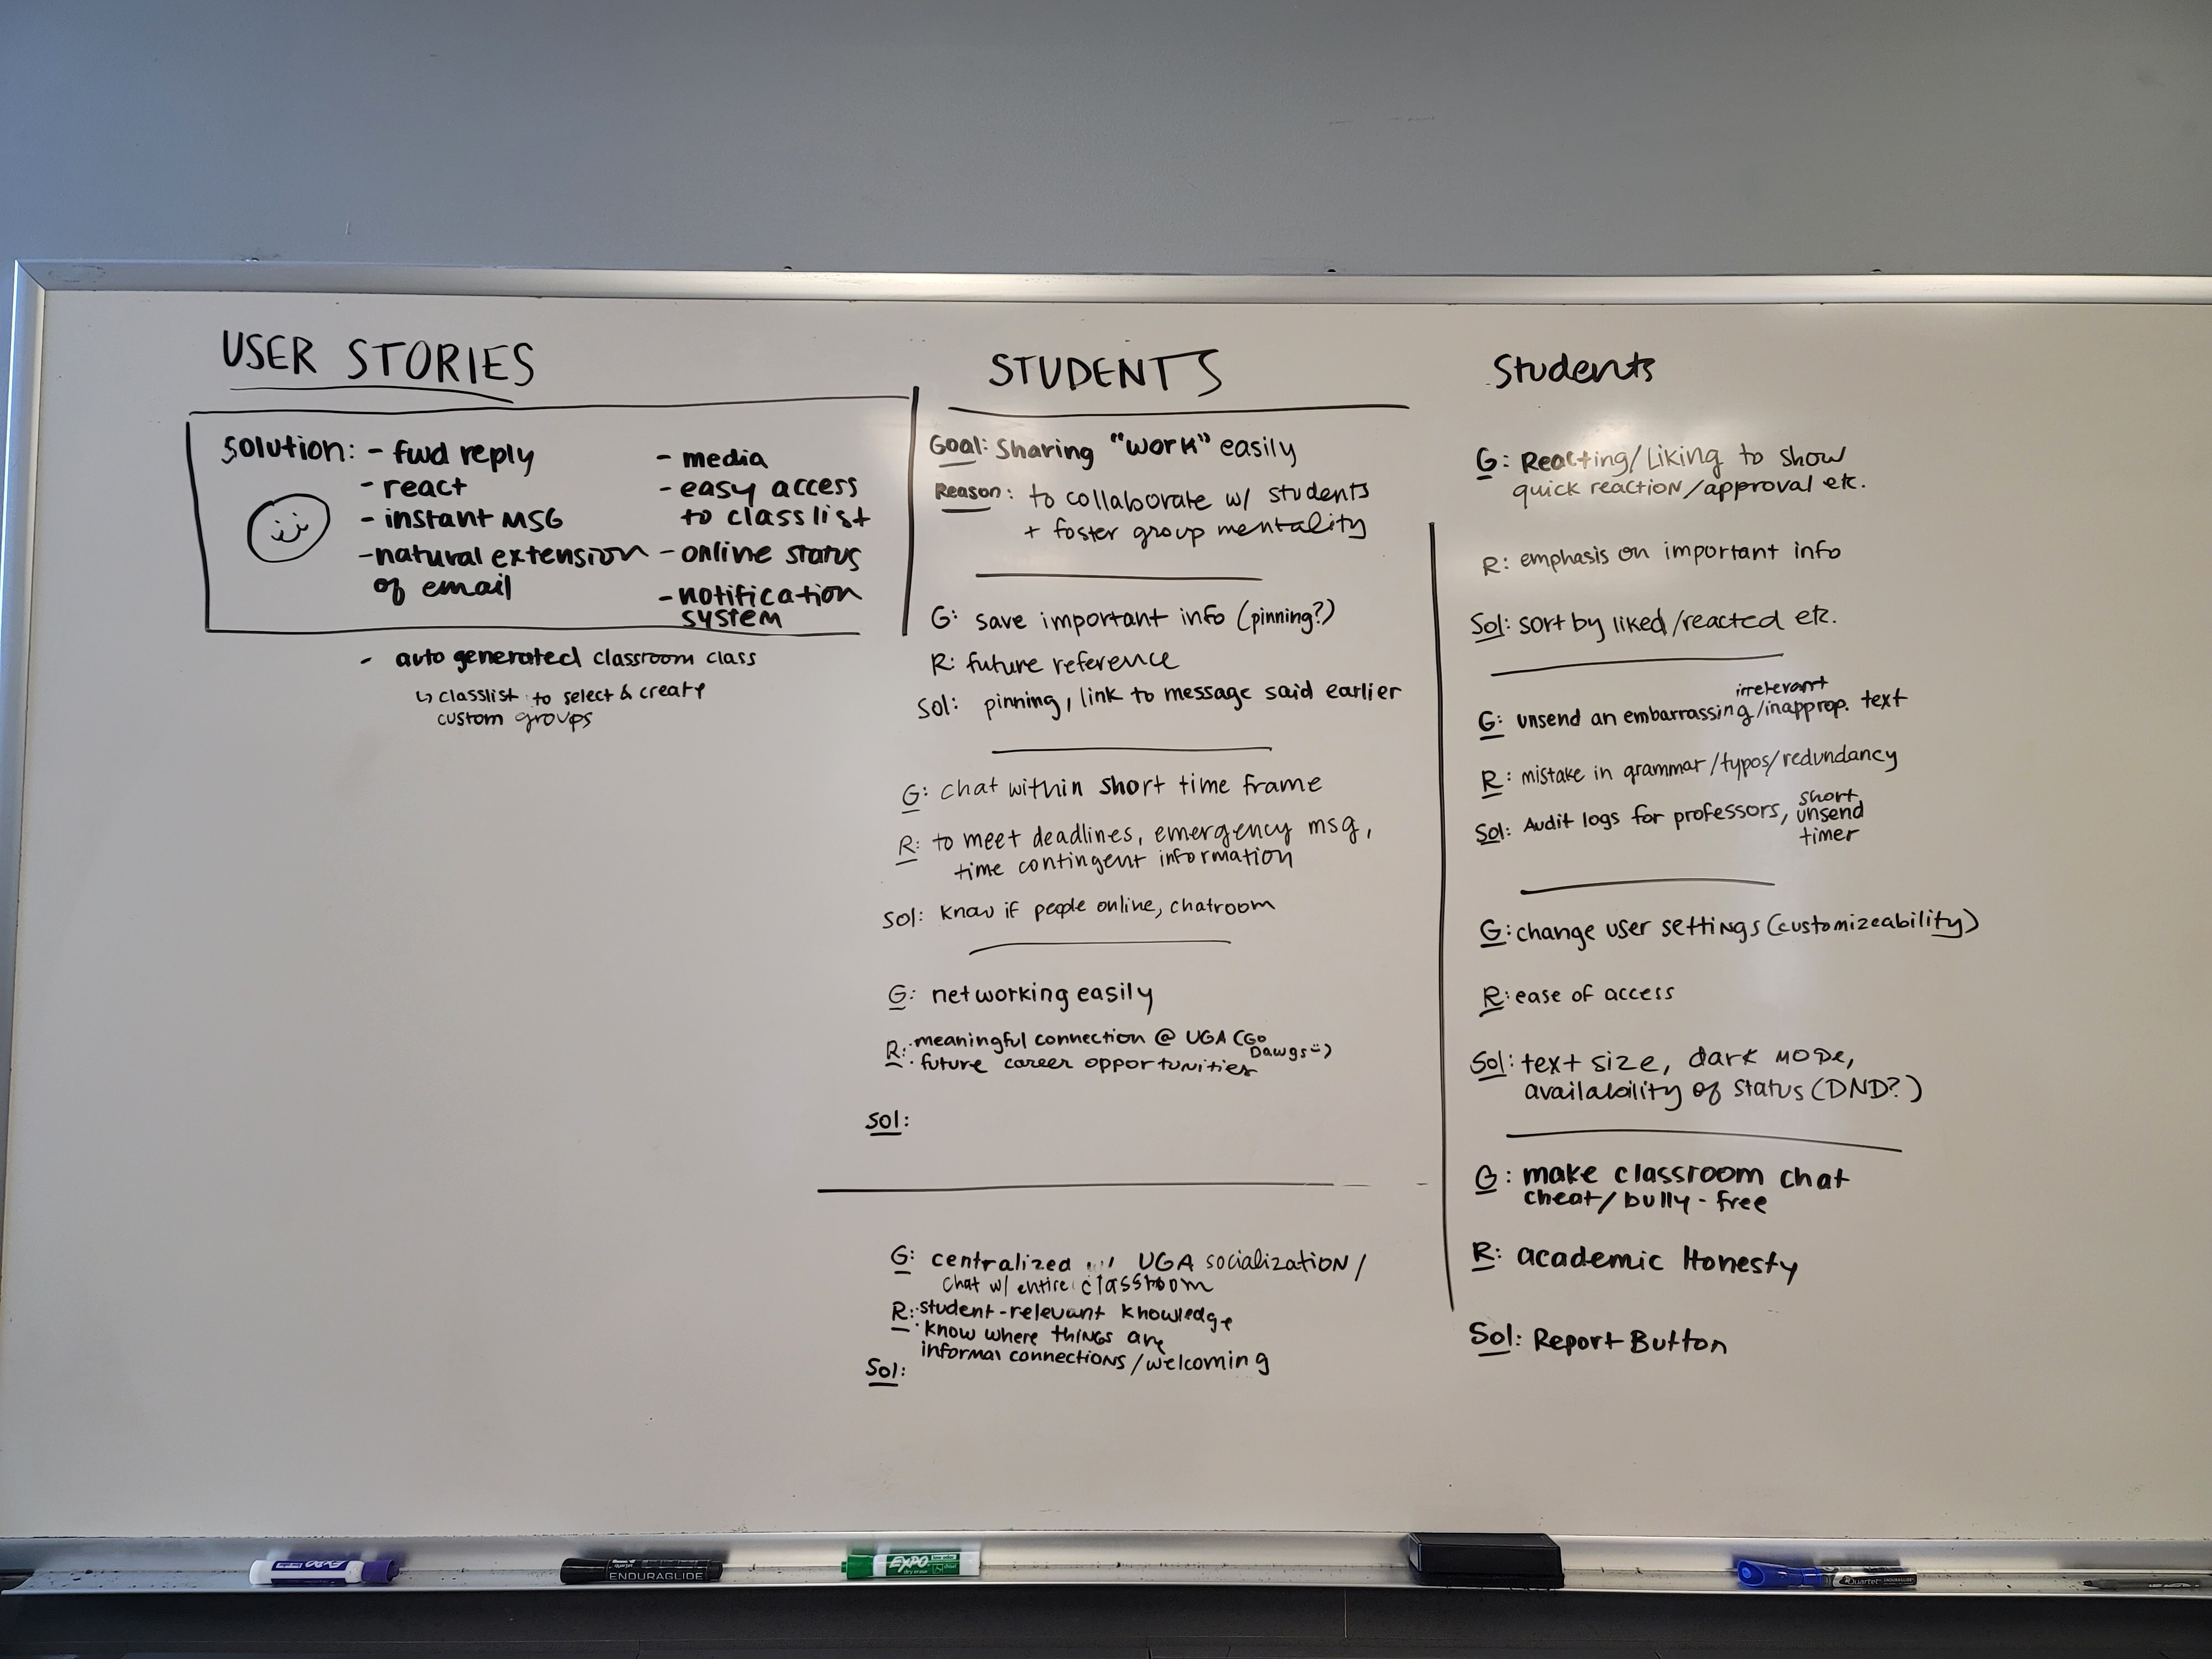 USER STORIES
Solution: - fwd reply
- react
- instant MSG
- natural extension
of email
- media
- easy access
to classlist
- online status
- notification
system
- auto generated classroom class
↳ classlist to select & create
custom groups
STUDENTS
Goal: Sharing "work" easily
Reason: to collaborate w/ students
+ foster group mentality
G: save important info (pinning?)
R: future reference
Sol: pinning, link to message said earlier
G: chat within short time frame
R: to meet deadlines, emergency msg,
time contingent information
Sol: know if people online, chatroom
G: networking easily
R: · meaningful connection @ UGA (Go
Dawgs :)
· future career opportunities
Sol:
G: centralized UGA socialization/
chat w/ entire classroom
R: · student-relevant knowledge
· know where things are
informal connections/welcoming
Sol:
Students
G: Reacting/Liking to show
quick reaction/approval etc.
R: emphasis on important info
Sol: sort by liked/reacted etc.
irrelevant
G: unsend an embarrassing/inapprop. text
R: mistake in grammar/typos/redundancy
Sol: Audit logs for professors, short
unsend
timer
G: change user settings (customizeability)
R: ease of access
Sol: text size, dark mode,
availability of status (DND?)
G: make classroom chat
cheat/bully-free
R: academic Honesty
Sol: Report Button
EXPO
ENDURAGLIDE
EXPO
dry erase
Quartet